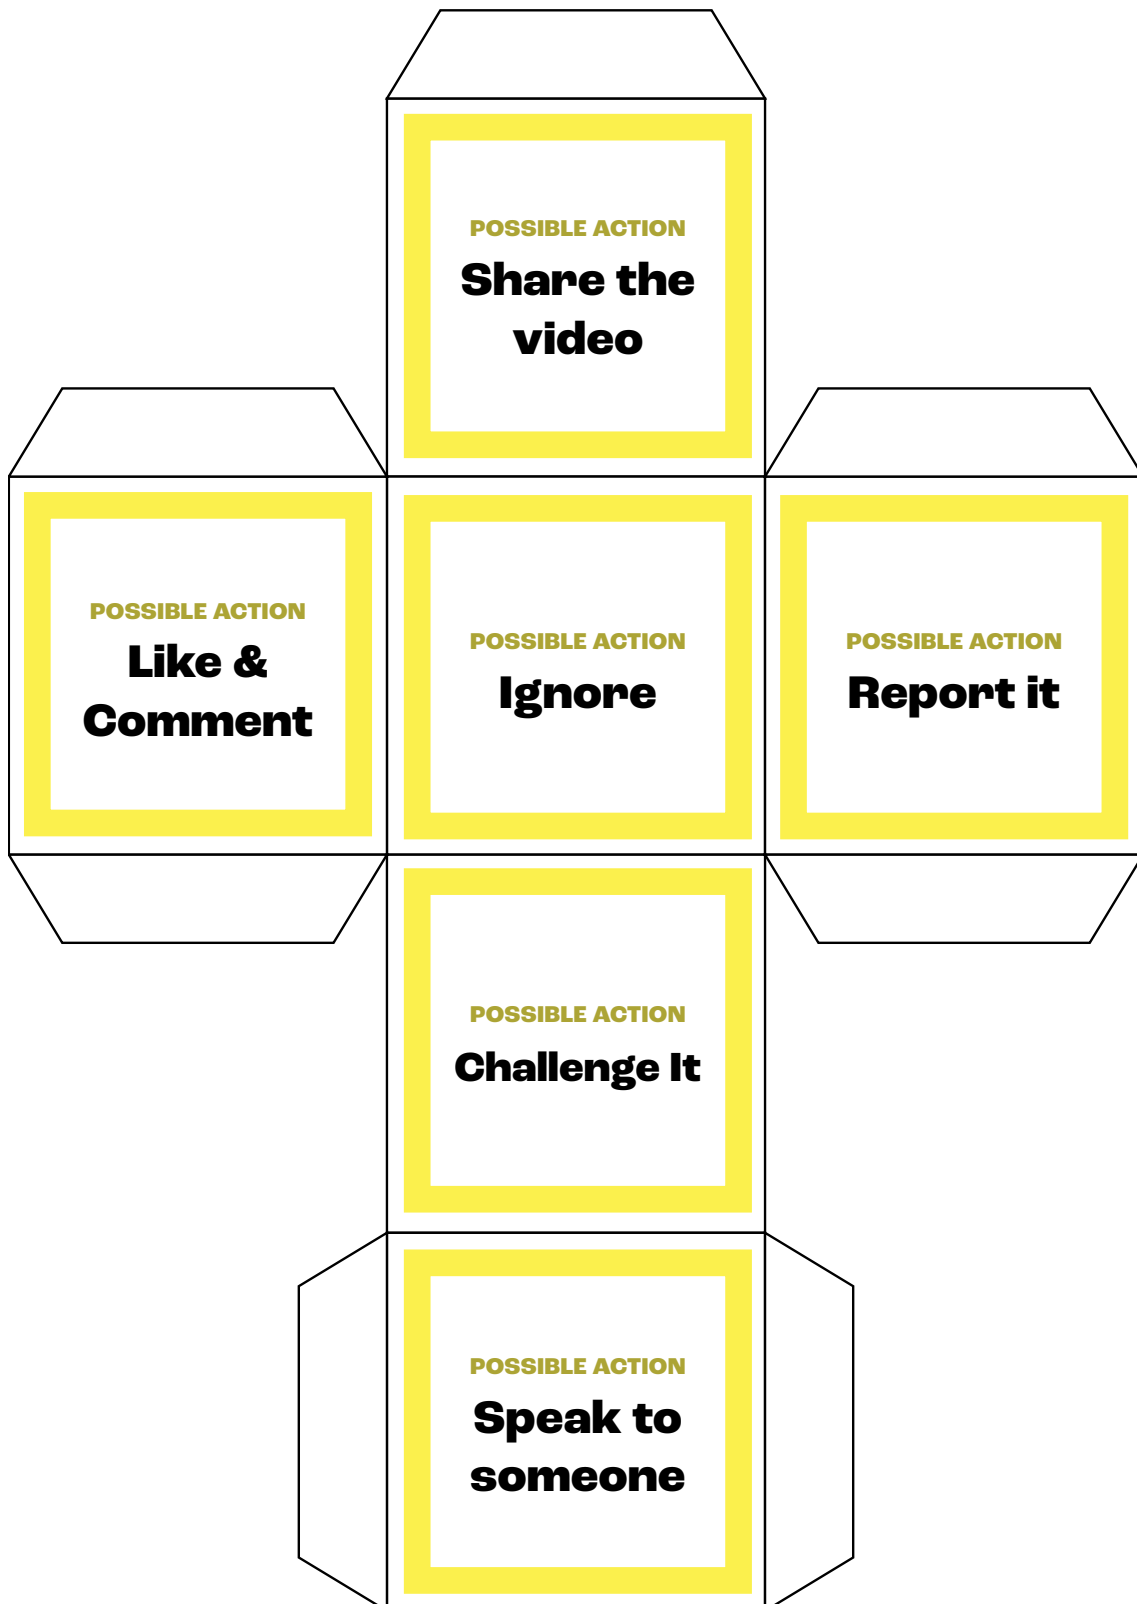 POSSIBLE ACTION
Share the
video
POSSIBLE ACTION
Like &
Comment
POSSIBLE ACTION
Ignore
POSSIBLE ACTION
Report it
POSSIBLE ACTION
Challenge It
POSSIBLE ACTION
Speak to
someone